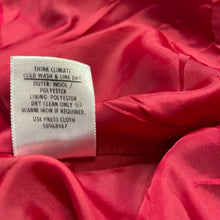 THINK CLIMATE
COLD WASH & LINE DRY
OUTER: WOOL /
POLYESTER
LINING: POLYESTER
DRY CLEAN ONLY Ⓟ
WARM IRON IF REQUIRED.
USE PRESS CLOTH
50968967